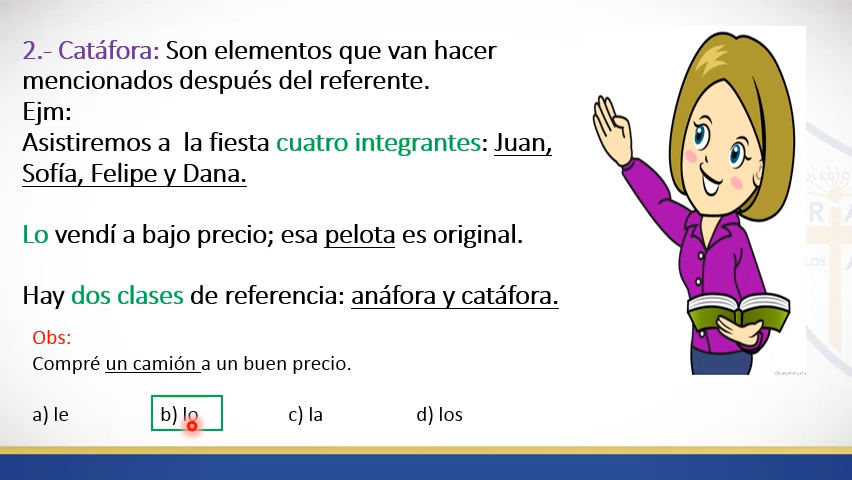 2.- Catáfora: Son elementos que van hacer
mencionados después del referente.
Ejm:
Asistiremos a la fiesta cuatro integrantes: Juan,
Sofía, Felipe y Dana.
Lo vendí a bajo precio; esa pelota es original.
Hay dos clases de referencia: anáfora y catáfora.
Obs:
Compré un camión a un buen precio.
a) le b) lo c) la d) los